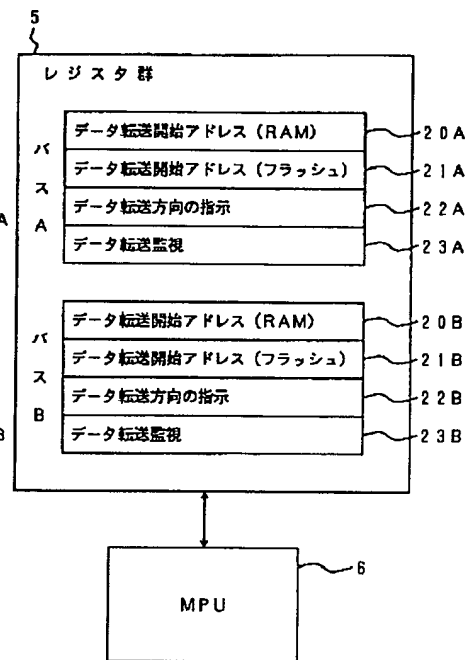 5
レジスタ群
バスA
データ転送開始アドレス(RAM)
20A
データ転送開始アドレス(フラッシュ)
21A
データ転送方向の指示
22A
データ転送監視
23A
A
バスB
データ転送開始アドレス(RAM)
20B
データ転送開始アドレス(フラッシュ)
21B
データ転送方向の指示
22B
データ転送監視
23B
B
MPU
6